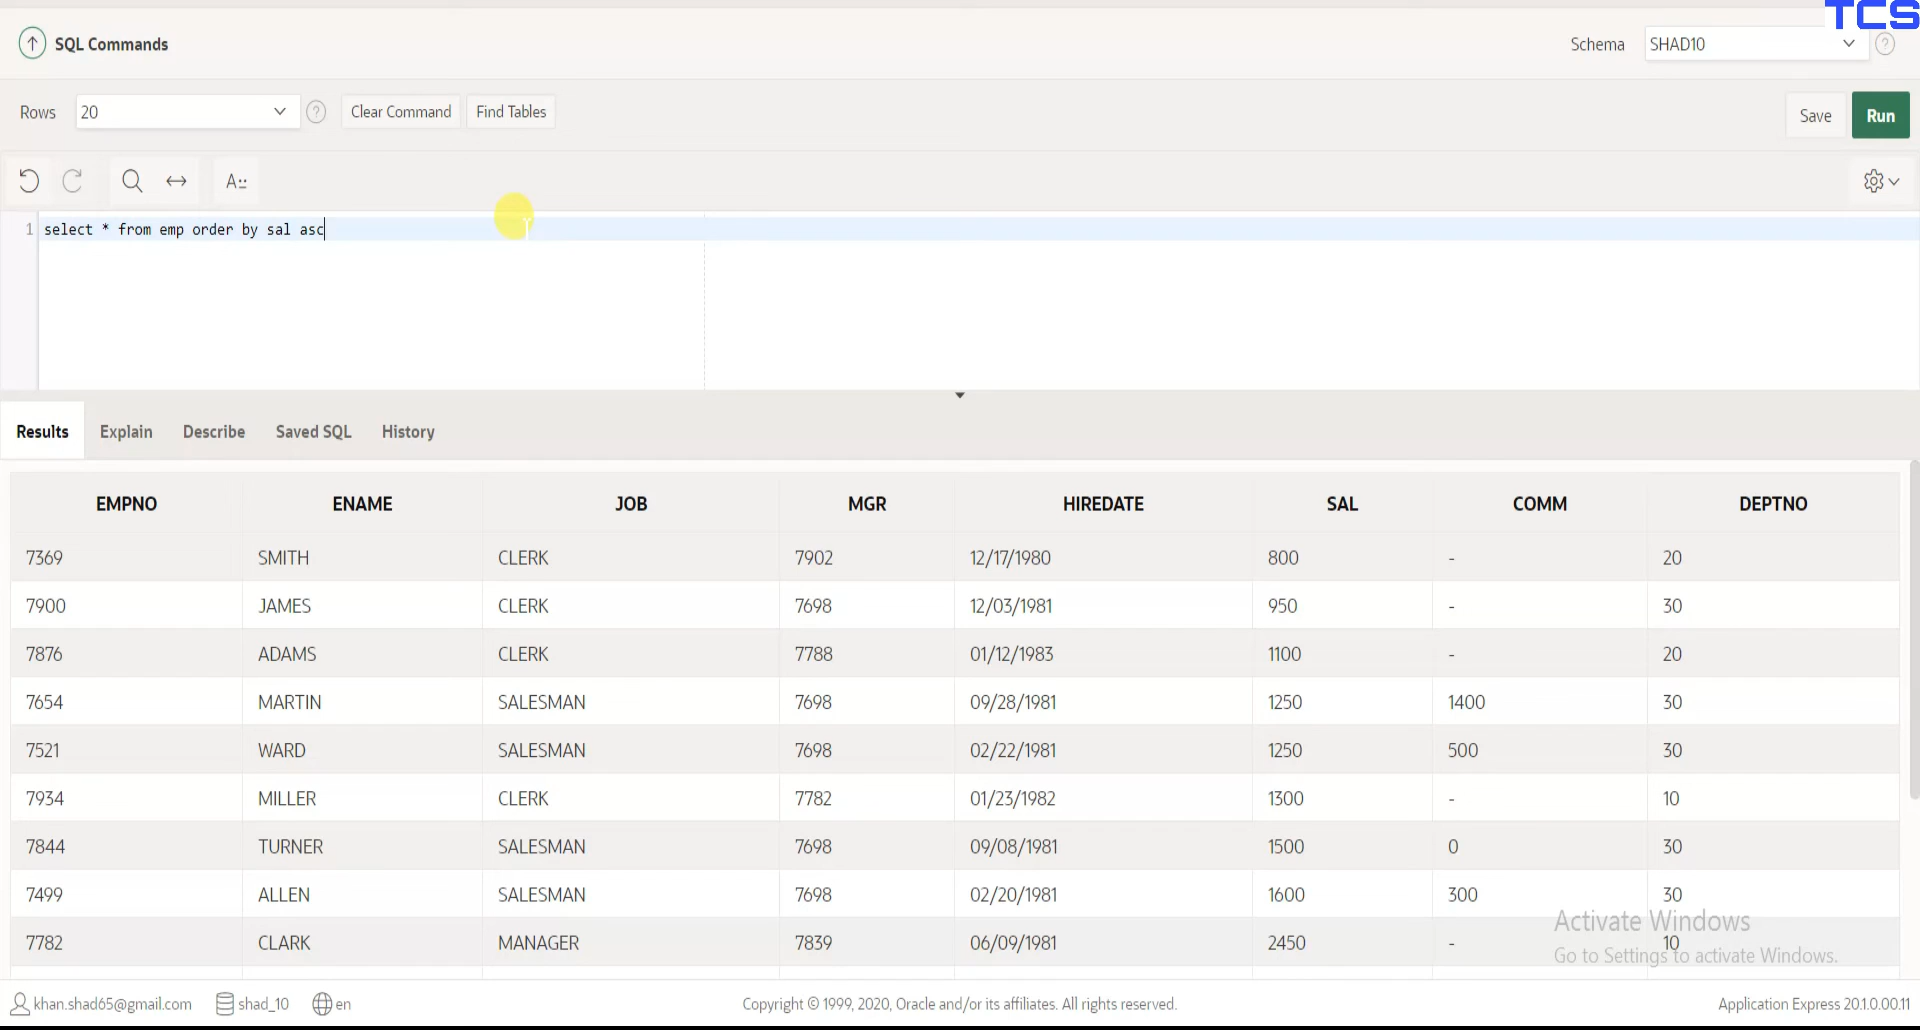 TCS
SQL Commands
Schema SHAD10
Rows 20 Clear Command Find Tables
Save Run
1 select * from emp order by sal asc
Results Explain Describe Saved SQL History
EMPNO ENAME JOB MGR HIREDATE SAL COMM DEPTNO
7369 SMITH CLERK 7902 12/17/1980 800 - 20
7900 JAMES CLERK 7698 12/03/1981 950 - 30
7876 ADAMS CLERK 7788 01/12/1983 1100 - 20
7654 MARTIN SALESMAN 7698 09/28/1981 1250 1400 30
7521 WARD SALESMAN 7698 02/22/1981 1250 500 30
7934 MILLER CLERK 7782 01/23/1982 1300 - 10
7844 TURNER SALESMAN 7698 09/08/1981 1500 0 30
7499 ALLEN SALESMAN 7698 02/20/1981 1600 300 30
7782 CLARK MANAGER 7839 06/09/1981 2450 - 10
Activate Windows
Go to Settings to activate Windows.
khan.shad65@gmail.com shad_10 en
Copyright © 1999, 2020, Oracle and/or its affiliates. All rights reserved.
Application Express 20.1.0.00.11